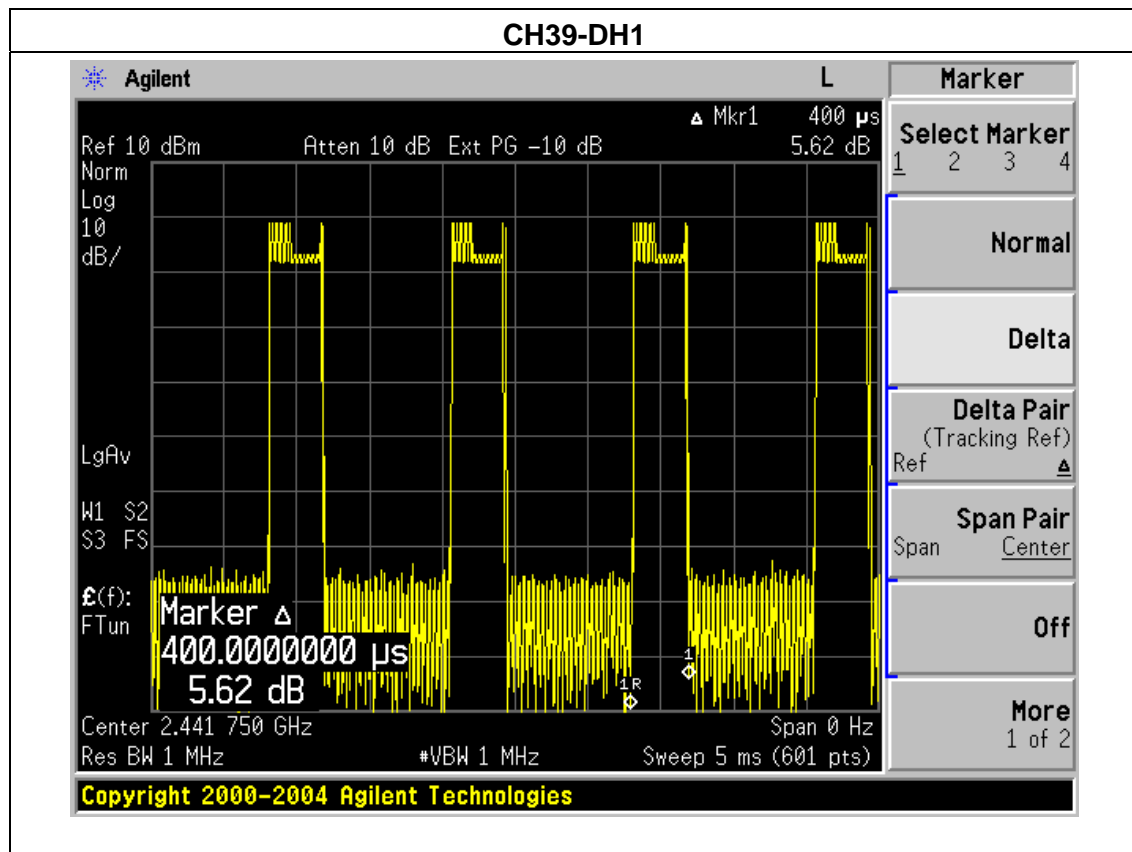 CH39-DH1
Agilent L Marker
Δ Mkr1 400 µs
Ref 10 dBm Atten 10 dB Ext PG -10 dB 5.62 dB
Norm
Log
10
dB/
LgAv
W1 S2
S3 FS
£(f):
FTun
Marker Δ
400.0000000 µs
5.62 dB
1R
1
Center 2.441 750 GHz Span 0 Hz
Res BW 1 MHz #VBW 1 MHz Sweep 5 ms (601 pts)
Select Marker
1 2 3 4
Normal
Delta
Delta Pair
(Tracking Ref)
Ref Δ
Span Pair
Span Center
Off
More
1 of 2
Copyright 2000-2004 Agilent Technologies